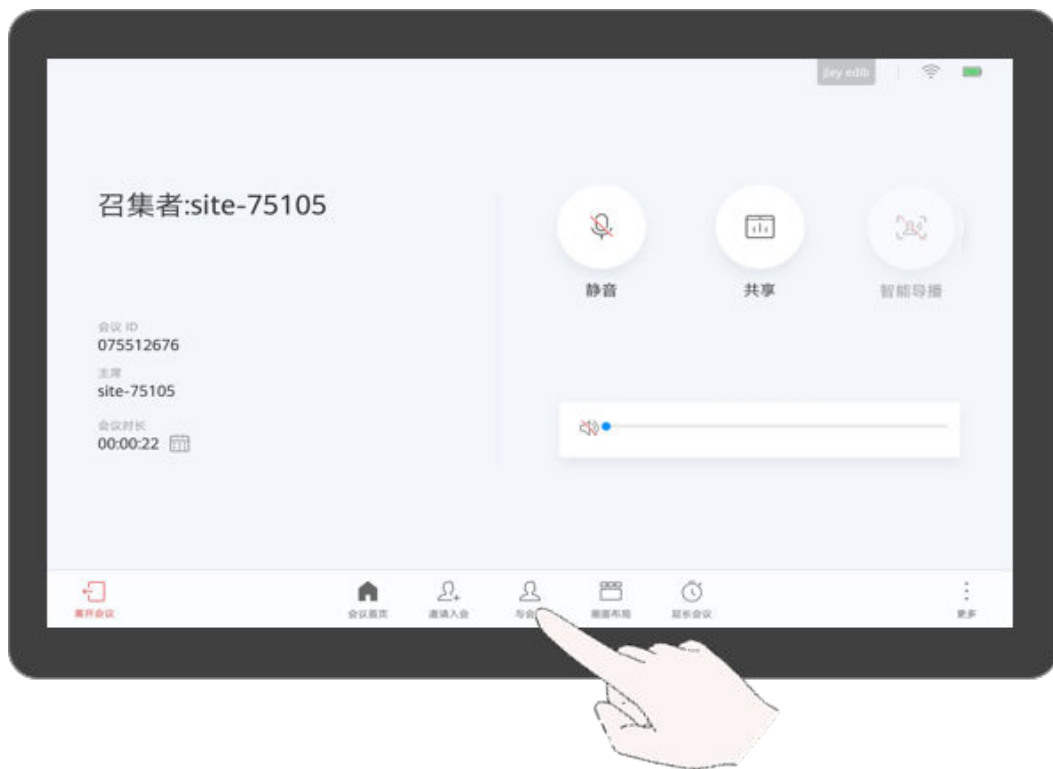 召集者:site-75105
静音
共享
智能导播
会议 ID
075512676
主席
site-75105
会议时长
00:00:22
离开会议
会议首页
邀请入会
与会
画面布局
延长会议
更多